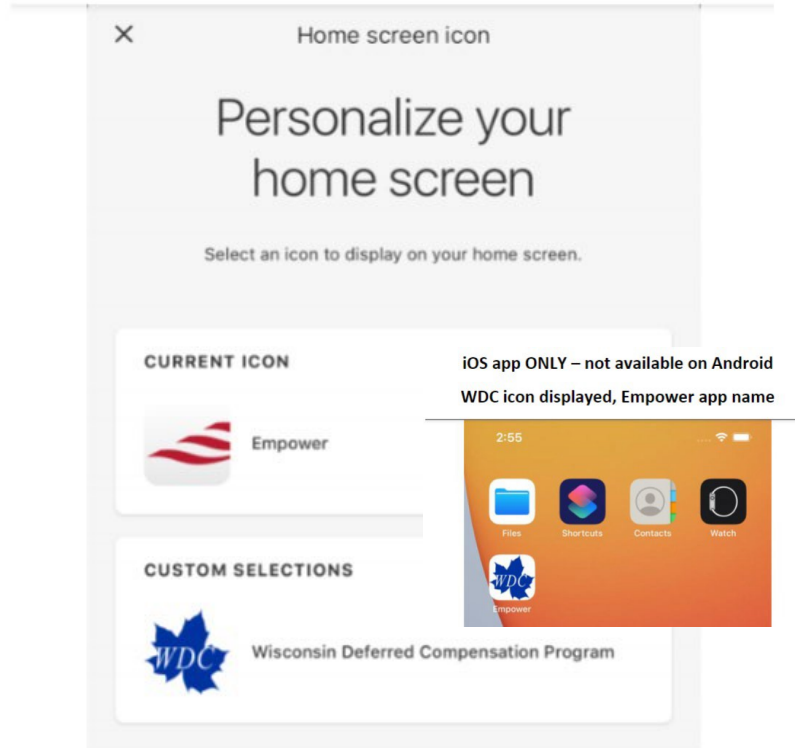 Home screen icon
Personalize your
home screen
Select an icon to display on your home screen.
CURRENT ICON
Empower
iOS app ONLY – not available on Android
WDC icon displayed, Empower app name
2:55
Files
Shortcuts
Contacts
Watch
WDC
Empower
CUSTOM SELECTIONS
WDC
Wisconsin Deferred Compensation Program